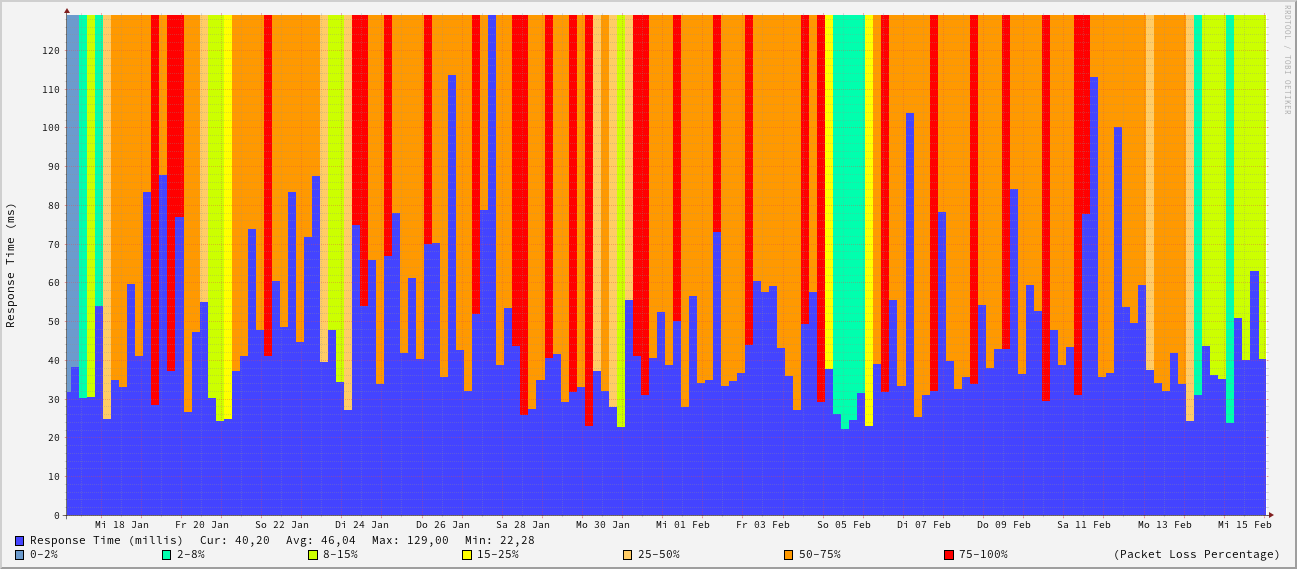 RRDTOOL / TOBI OETIKER
Response Time (ms)
120
110
100
90
80
70
60
50
40
30
20
10
0
Mi 18 Jan Fr 20 Jan So 22 Jan Di 24 Jan Do 26 Jan Sa 28 Jan Mo 30 Jan Mi 01 Feb Fr 03 Feb So 05 Feb Di 07 Feb Do 09 Feb Sa 11 Feb Mo 13 Feb Mi 15 Feb
Response Time (millis) Cur: 40,20 Avg: 46,04 Max: 129,00 Min: 22,28
0-2% 2-8% 8-15% 15-25% 25-50% 50-75% 75-100% (Packet Loss Percentage)